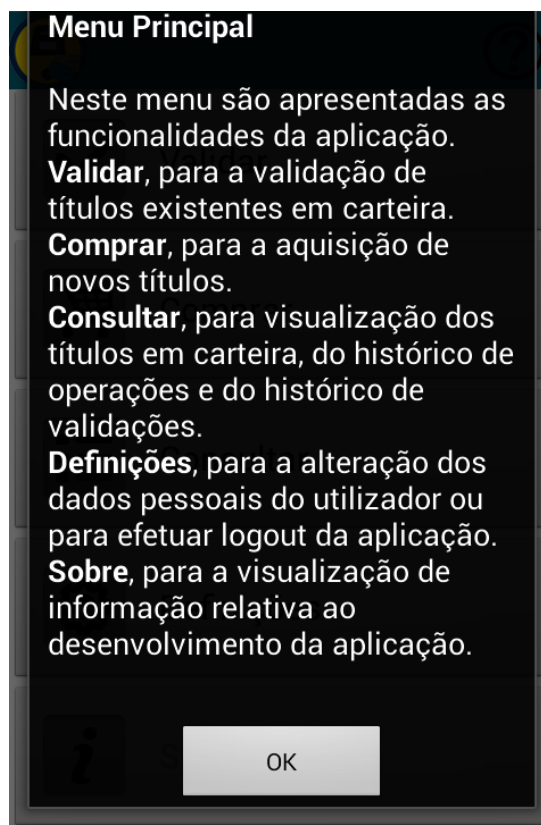 Menu Principal
Neste menu são apresentadas as
funcionalidades da aplicação.
Validar, para a validação de
títulos existentes em carteira.
Comprar, para a aquisição de
novos títulos.
Consultar, para visualização dos
títulos em carteira, do histórico de
operações e do histórico de
validações.
Definições, para a alteração dos
dados pessoais do utilizador ou
para efetuar logout da aplicação.
Sobre, para a visualização de
informação relativa ao
desenvolvimento da aplicação.
OK